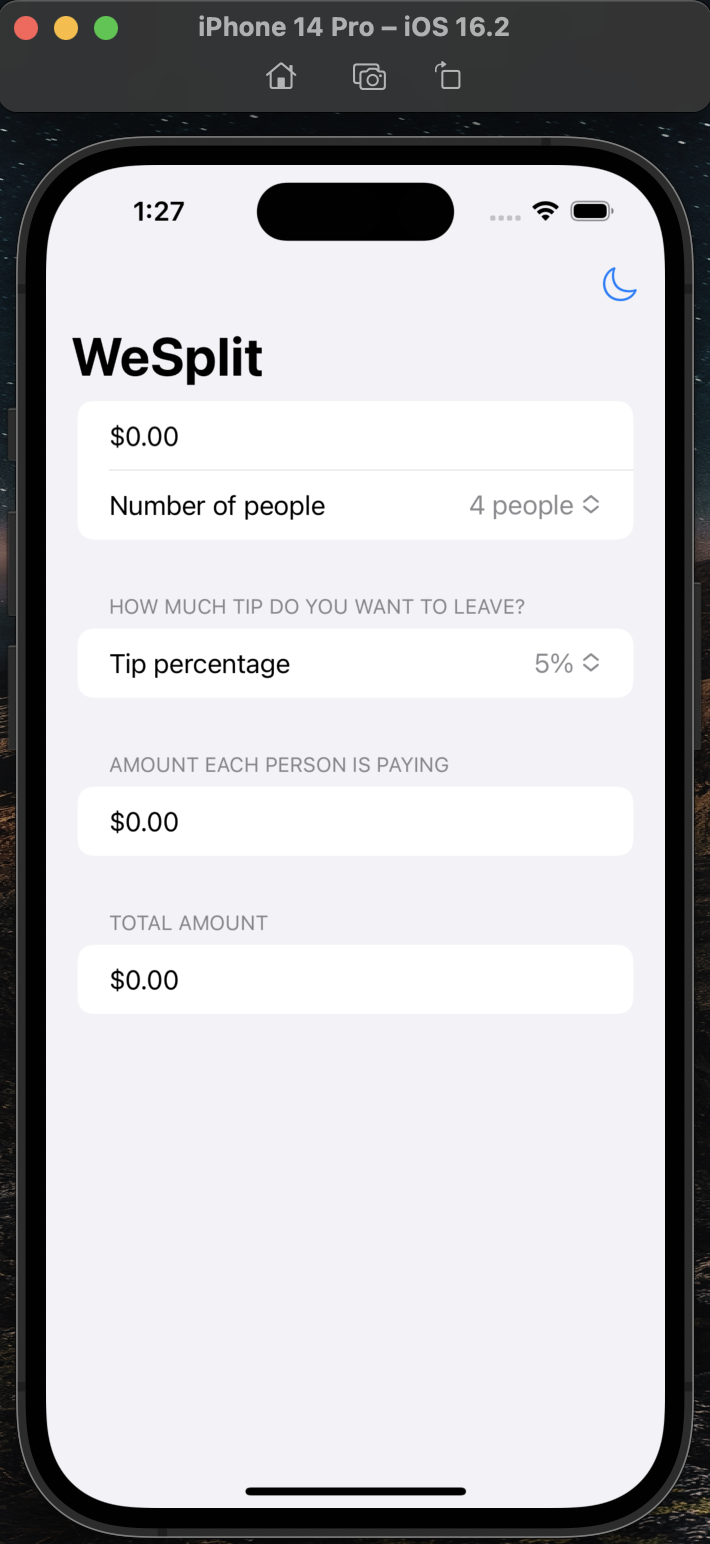 iPhone 14 Pro – iOS 16.2
1:27
WeSplit
$0.00
Number of people 4 people
HOW MUCH TIP DO YOU WANT TO LEAVE?
Tip percentage 5%
AMOUNT EACH PERSON IS PAYING
$0.00
TOTAL AMOUNT
$0.00